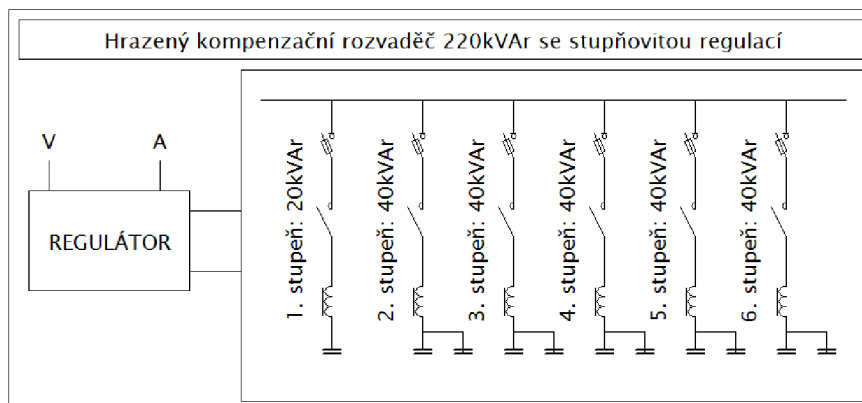 Hrazený kompenzační rozvaděč 220kVAr se stupňovitou regulací
V
A
REGULÁTOR
1. stupeň: 20kVAr
2. stupeň: 40kVAr
3. stupeň: 40kVAr
4. stupeň: 40kVAr
5. stupeň: 40kVAr
6. stupeň: 40kVAr